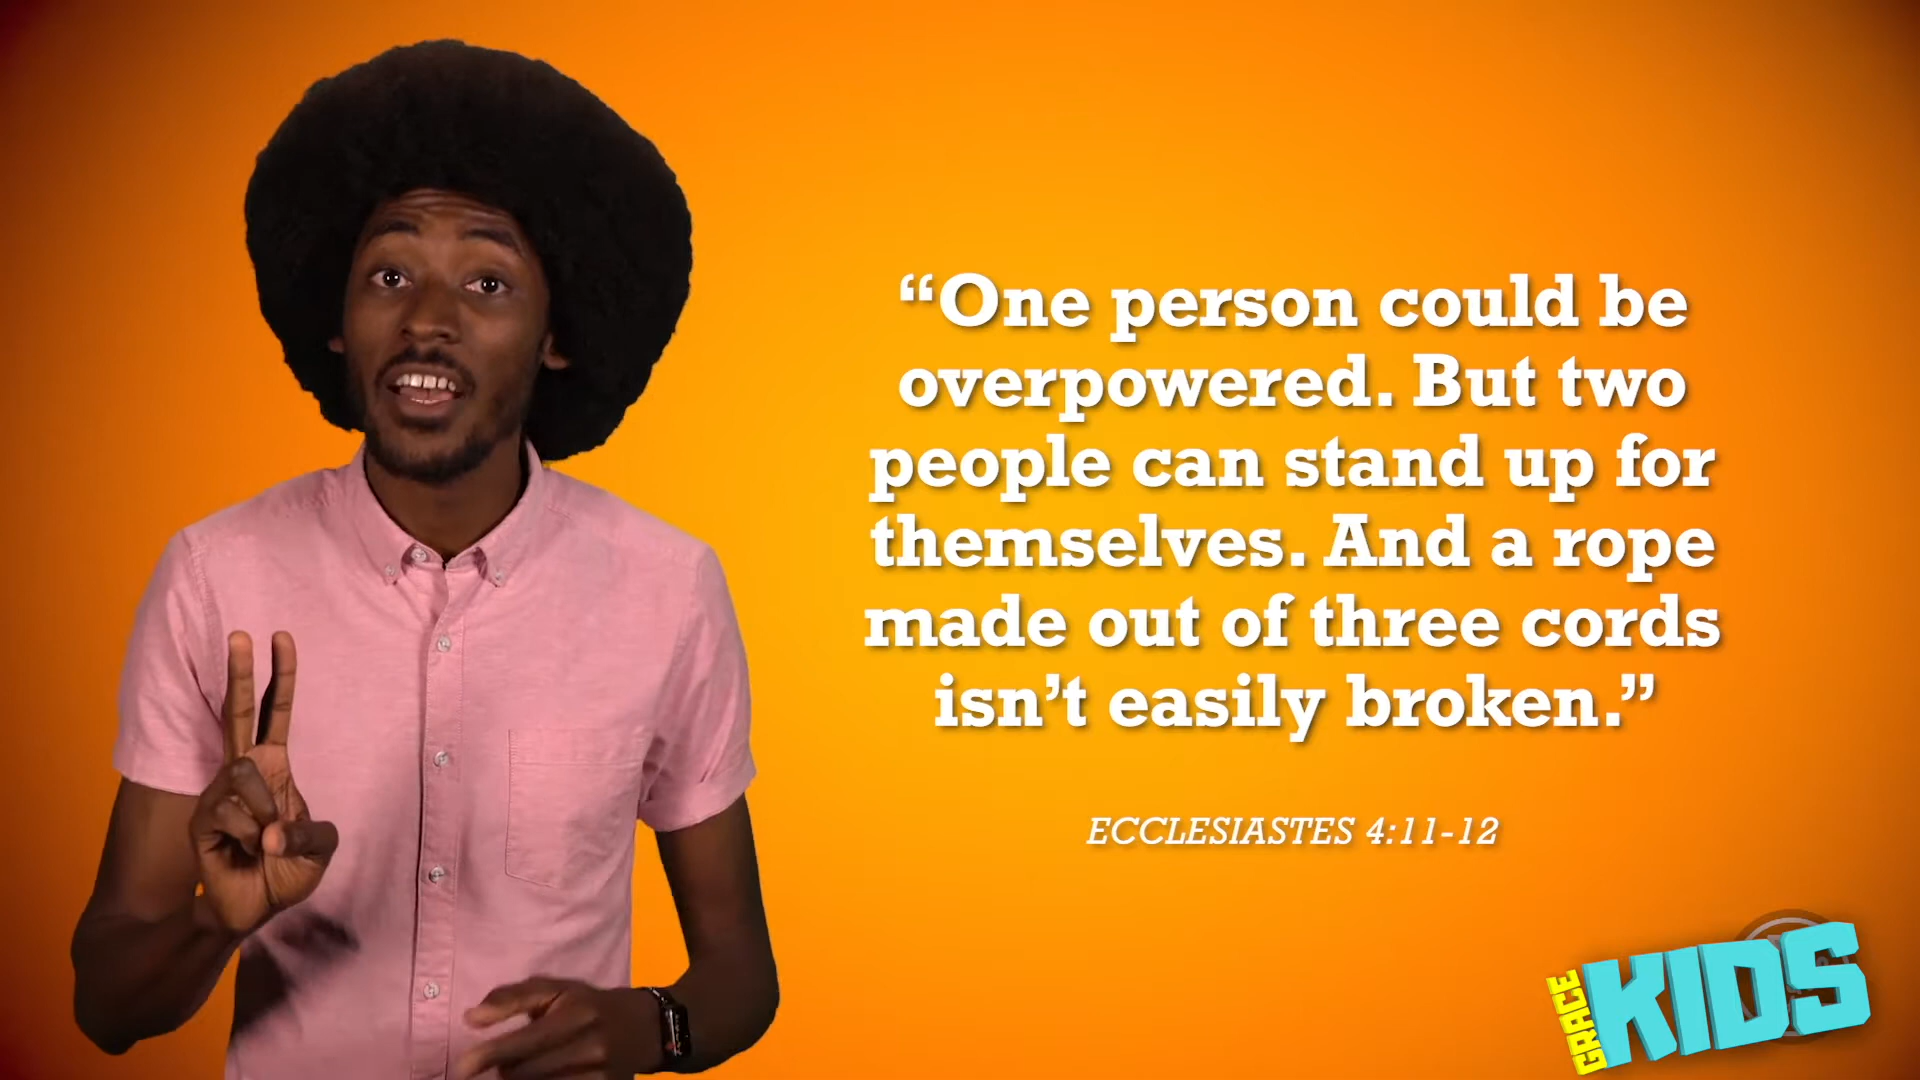 “One person could be
overpowered. But two
people can stand up for
themselves. And a rope
made out of three cords
isn’t easily broken.”
ECCLESIASTES 4:11-12
GRACE
KIDS